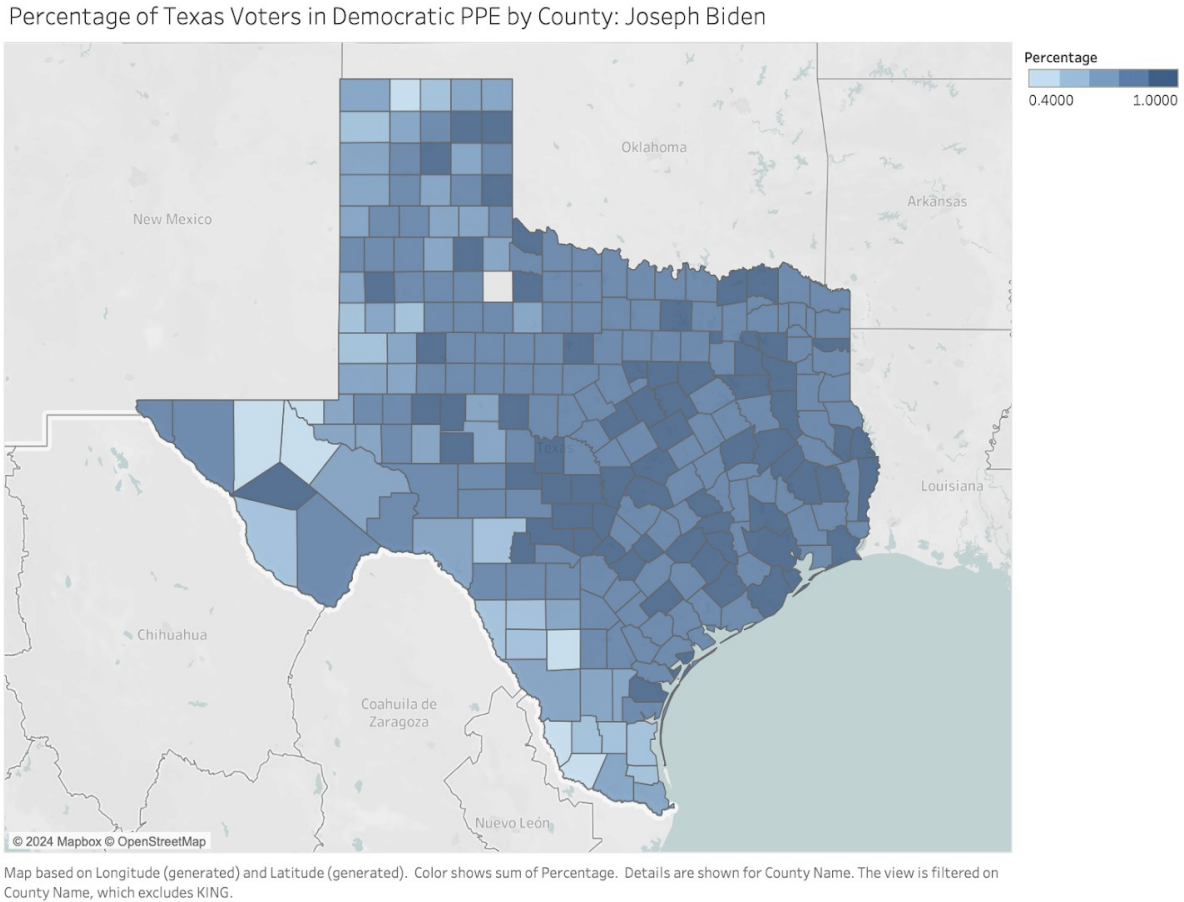 Percentage of Texas Voters in Democratic PPE by County: Joseph Biden
Percentage
0.4000 1.0000
Oklahoma
Arkansas
New Mexico
Texas
Louisiana
Chihuahua
Coahuila de
Zaragoza
Nuevo León
© 2024 Mapbox © OpenStreetMap
Map based on Longitude (generated) and Latitude (generated). Color shows sum of Percentage. Details are shown for County Name. The view is filtered on
County Name, which excludes KING.